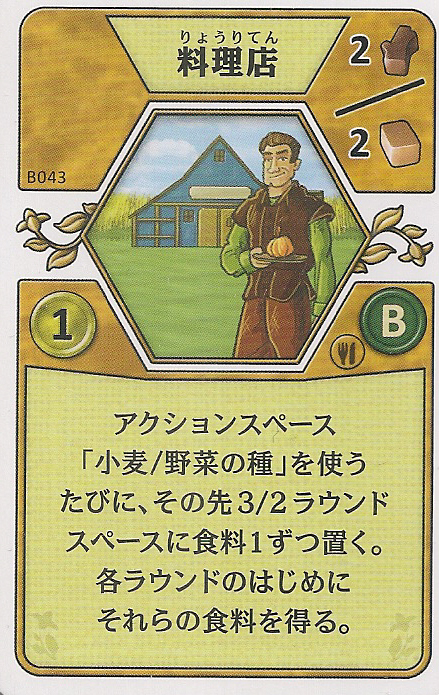 りょうりてん
料理店
2
2
B043
1
B
アクションスペース
「小麦/野菜の種」を使う
たびに、その先3/2ラウンド
スペースに食料1ずつ置く。
各ラウンドのはじめに
それらの食料を得る。